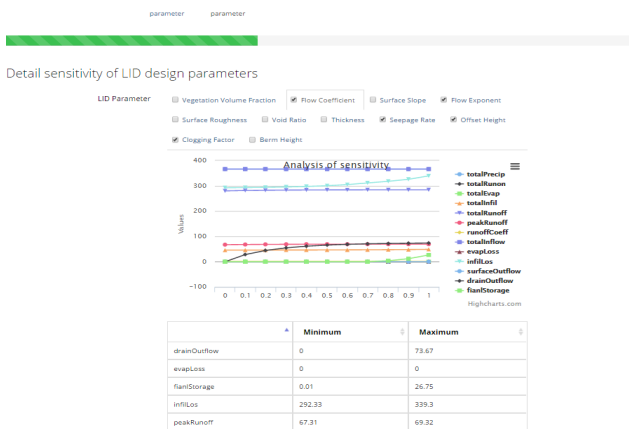 parameter parameter
Detail sensitivity of LID design parameters
LID Parameter Vegetation Volume Fraction Flow Coefficient Surface Slope Flow Exponent
Surface Roughness Void Ratio Thickness Seepage Rate Offset Height
Clogging Factor Berm Height
Analysis of sensitivity
400
300
200
100
0
−100
Values
0 0.1 0.2 0.3 0.4 0.5 0.6 0.7 0.8 0.9 1
totalPrecip
totalRunon
totalEvap
totalInfil
totalRunoff
peakRunoff
runoffCoeff
totalInflow
evapLoss
infilLos
surfaceOutflow
drainOutflow
fianlStorage
Highcharts.com
Minimum Maximum
drainOutflow 0 73.67
evapLoss 0 0
fianlStorage 0.01 26.75
infilLos 292.33 339.3
peakRunoff 67.31 69.32